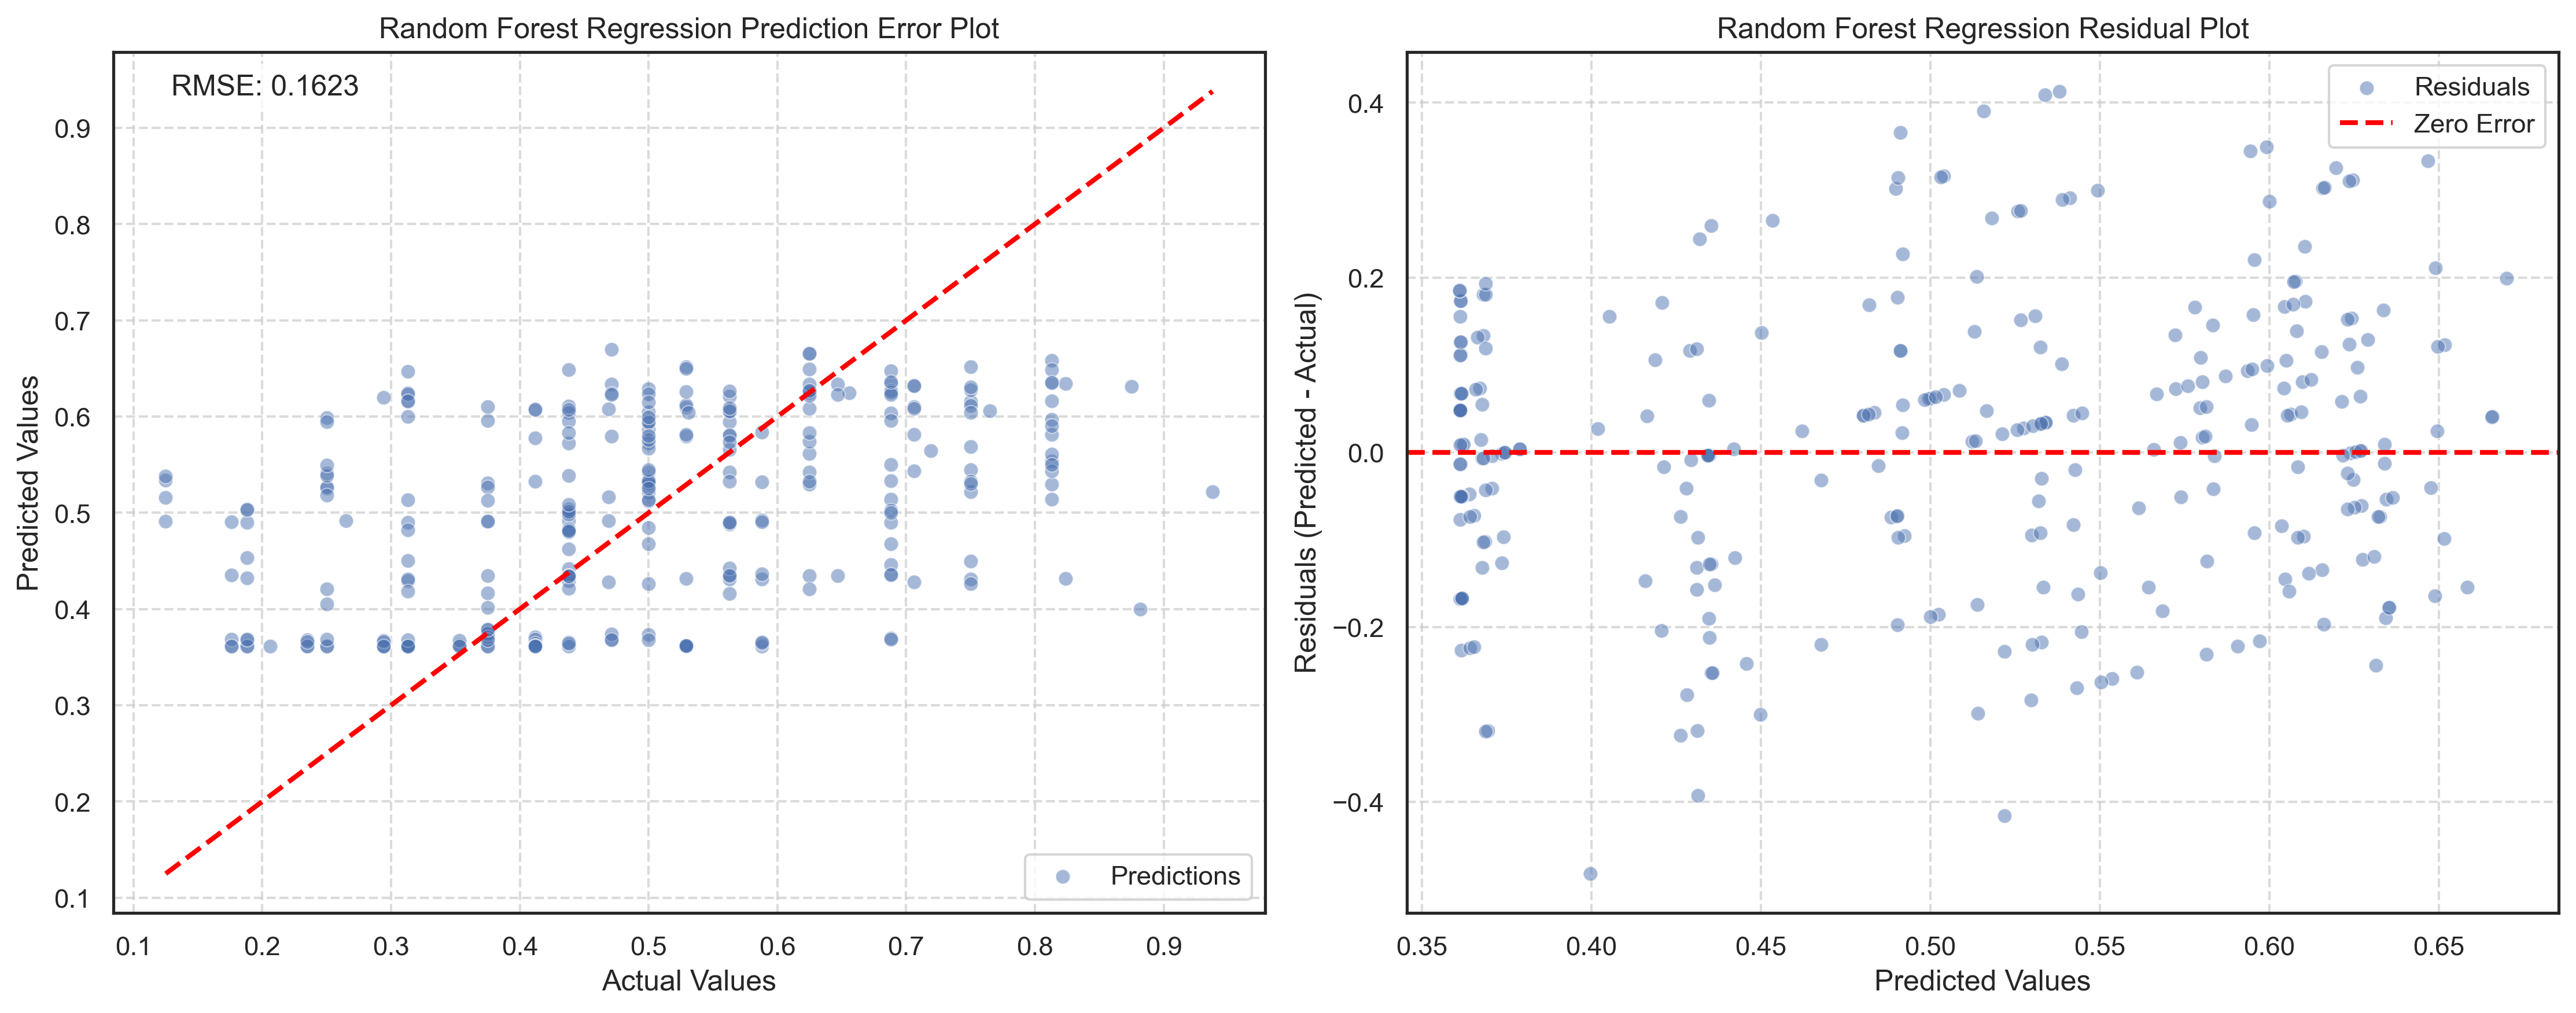 Random Forest Regression Prediction Error Plot
RMSE: 0.1623
Predicted Values
0.9
0.8
0.7
0.6
0.5
0.4
0.3
0.2
0.1
Predictions
0.1 0.2 0.3 0.4 0.5 0.6 0.7 0.8 0.9
Actual Values
Random Forest Regression Residual Plot
Residuals
Zero Error
Residuals (Predicted - Actual)
0.4
0.2
0.0
−0.2
−0.4
0.35 0.40 0.45 0.50 0.55 0.60 0.65
Predicted Values